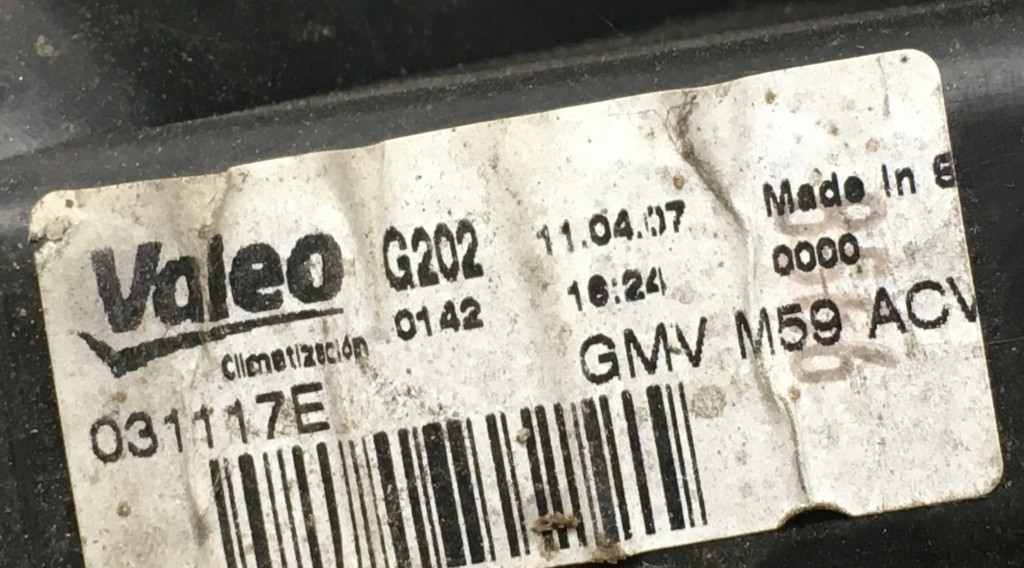 Valeo G202 11.04.07 Made In
Climatización 0142 16:24 0000
031117E GMV M59 ACV